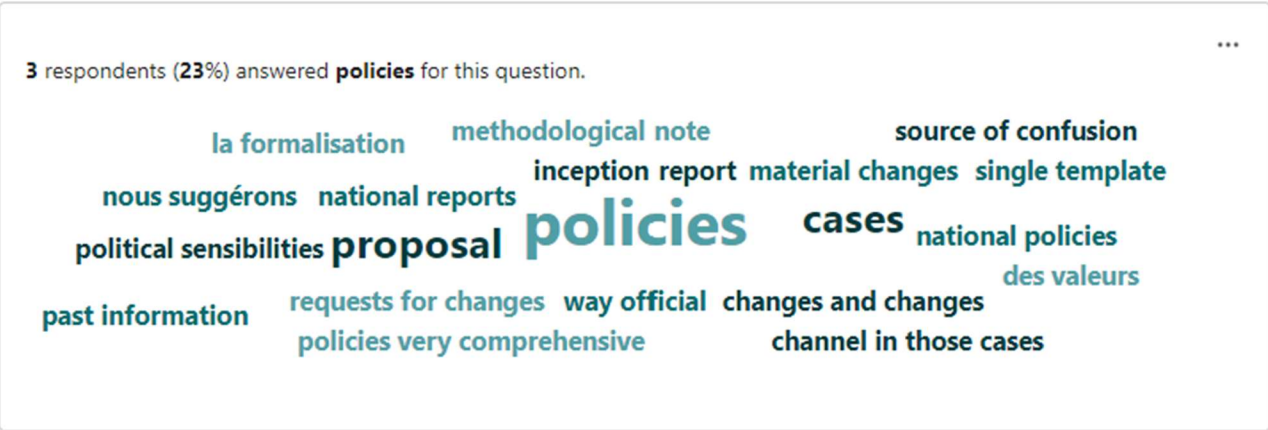 ...
3 respondents (23%) answered policies for this question.
la formalisation
methodological note
source of confusion
inception report
material changes
single template
nous suggérons
national reports
policies
cases
political sensibilities
proposal
national policies
des valeurs
past information
requests for changes
way official
changes and changes
policies very comprehensive
channel in those cases